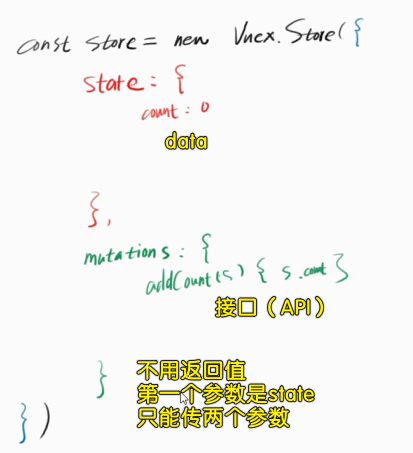 const store = new Vuex.Store({
state: {
count: 0
data
},
mutations: {
addCount(s) { s.count }
接口（API）
}
不用返回值
第一个参数是state
只能传两个参数
})